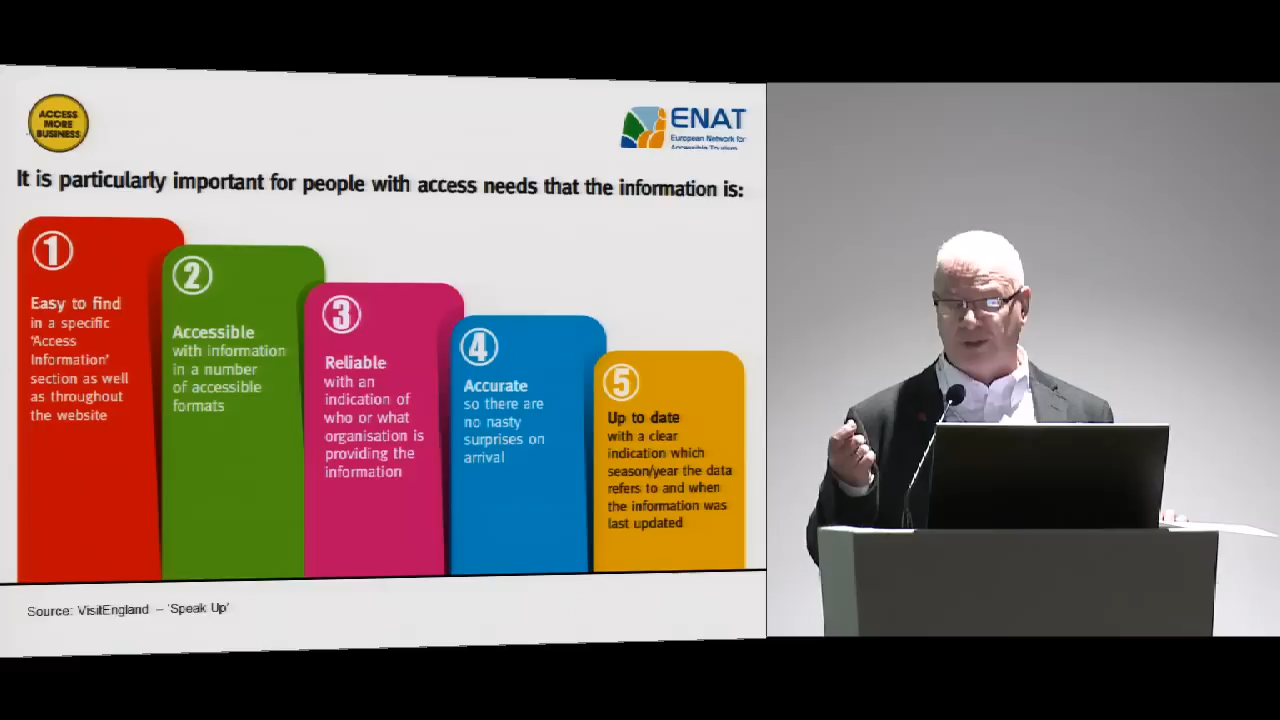 ACCESS
MORE
BUSINESS
ENAT
European Network for
Accessible Tourism
It is particularly important for people with access needs that the information is:
1
Easy to find
in a specific
'Access
Information'
section as well
as throughout
the website
2
Accessible
with information
in a number
of accessible
formats
3
Reliable
with an
indication of
who or what
organisation is
providing the
information
4
Accurate
so there are
no nasty
surprises on
arrival
5
Up to date
with a clear
indication which
season/year the data
refers to and when
the information was
last updated
Source: VisitEngland – 'Speak Up'